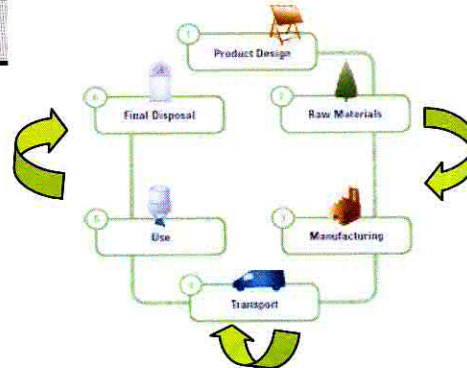 1
Product Design
2
Raw Materials
3
Manufacturing
4
Transport
5
Use
6
Final Disposal